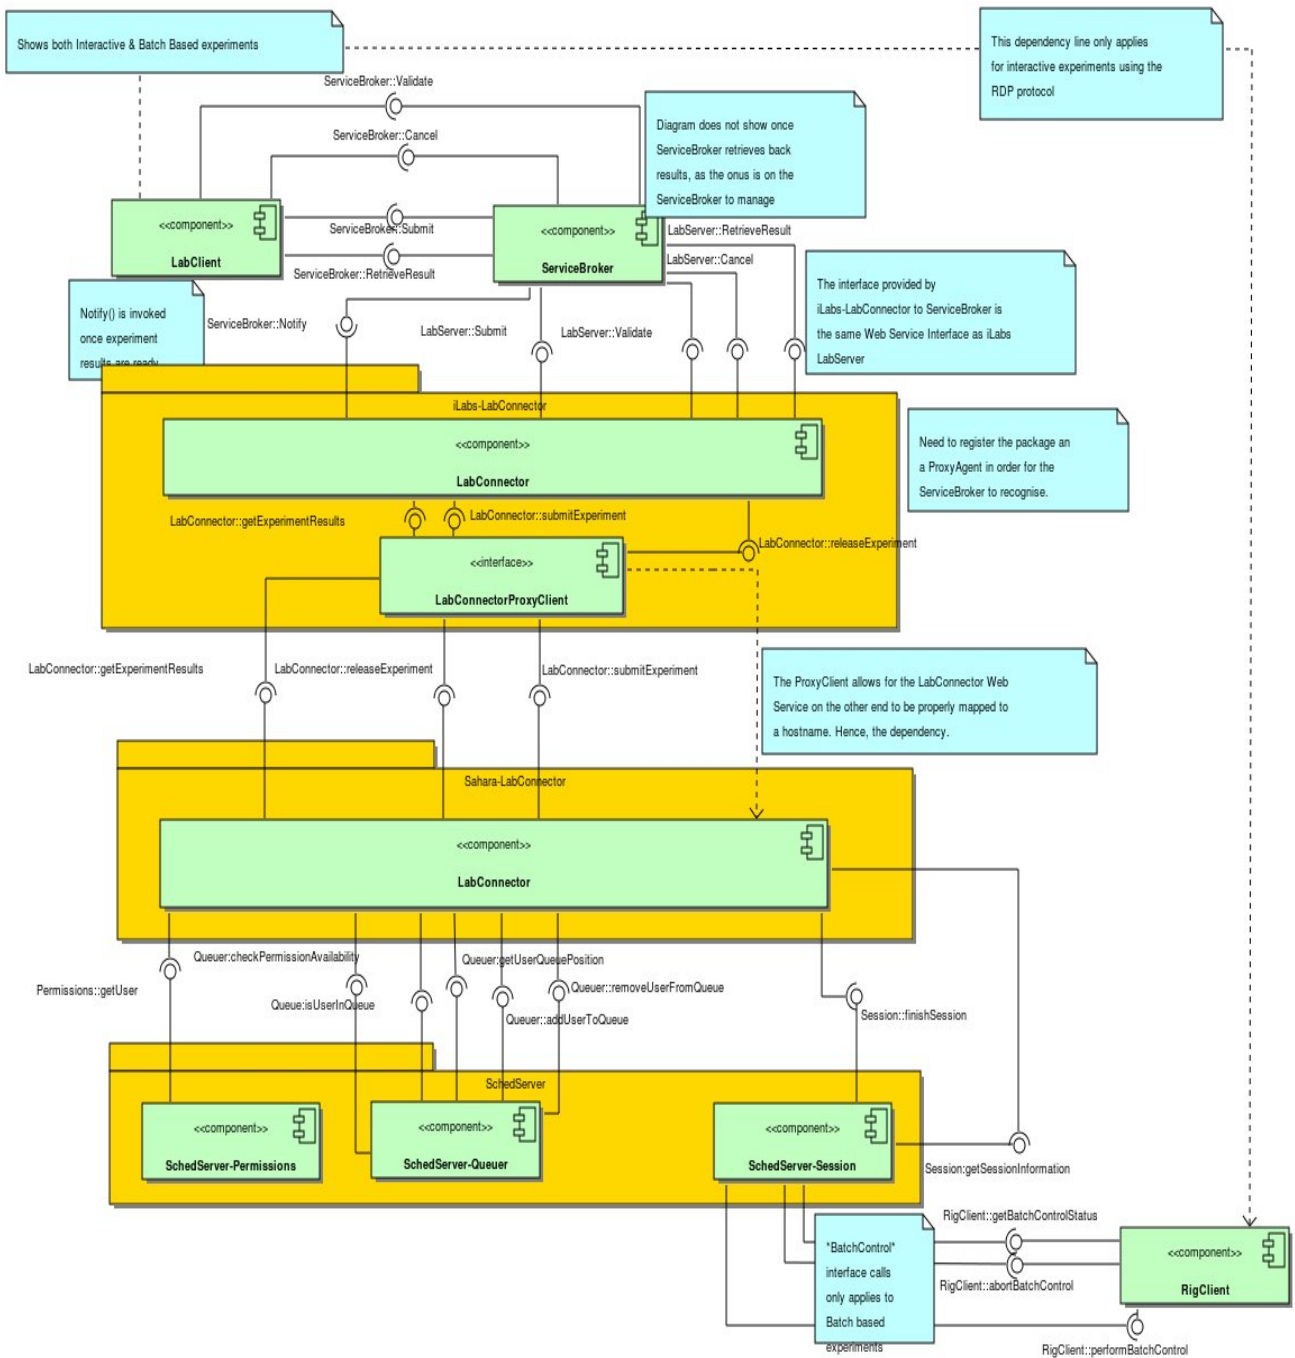 Shows both Interactive & Batch Based experiments
This dependency line only applies
for interactive experiments using the
RDP protocol
ServiceBroker::Validate
ServiceBroker::Cancel
Diagram does not show once
ServiceBroker retrieves back
results, as the onus is on the
ServiceBroker to manage
<<component>>
LabClient
ServiceBroker::Submit
ServiceBroker::RetrieveResult
<<component>>
ServiceBroker
LabServer::RetrieveResult
LabServer::Cancel
The interface provided by
iLabs-LabConnector to ServiceBroker is
the same Web Service Interface as iLabs
LabServer
Notify() is invoked
once experiment
results are ready
ServiceBroker::Notify
LabServer::Submit
LabServer::Validate
iLabs-LabConnector
<<component>>
LabConnector
Need to register the package an
a ProxyAgent in order for the
ServiceBroker to recognise.
LabConnector::getExperimentResults
LabConnector::submitExperiment
LabConnector::releaseExperiment
<<interface>>
LabConnectorProxyClient
LabConnector::getExperimentResults
LabConnector::releaseExperiment
LabConnector::submitExperiment
The ProxyClient allows for the LabConnector Web
Service on the other end to be properly mapped to
a hostname. Hence, the dependency.
Sahara-LabConnector
<<component>>
LabConnector
Queuer:checkPermissionAvailability
Queuer:getUserQueuePosition
Permissions::getUser
Queue:isUserInQueue
Queuer::removeUserFromQueue
Queuer::addUserToQueue
Session::finishSession
SchedServer
<<component>>
SchedServer-Permissions
<<component>>
SchedServer-Queuer
<<component>>
SchedServer-Session
Session:getSessionInformation
*BatchControl*
interface calls
only applies to
Batch based
experiments
RigClient::getBatchControlStatus
RigClient::abortBatchControl
RigClient::performBatchControl
<<component>>
RigClient